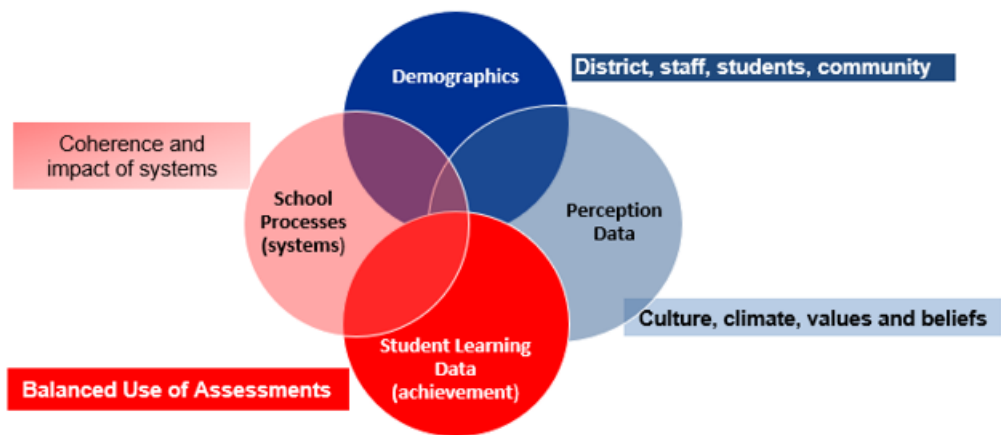 Demographics
District, staff, students, community
Coherence and
impact of systems
School
Processes
(systems)
Perception
Data
Culture, climate, values and beliefs
Student Learning
Data
(achievement)
Balanced Use of Assessments